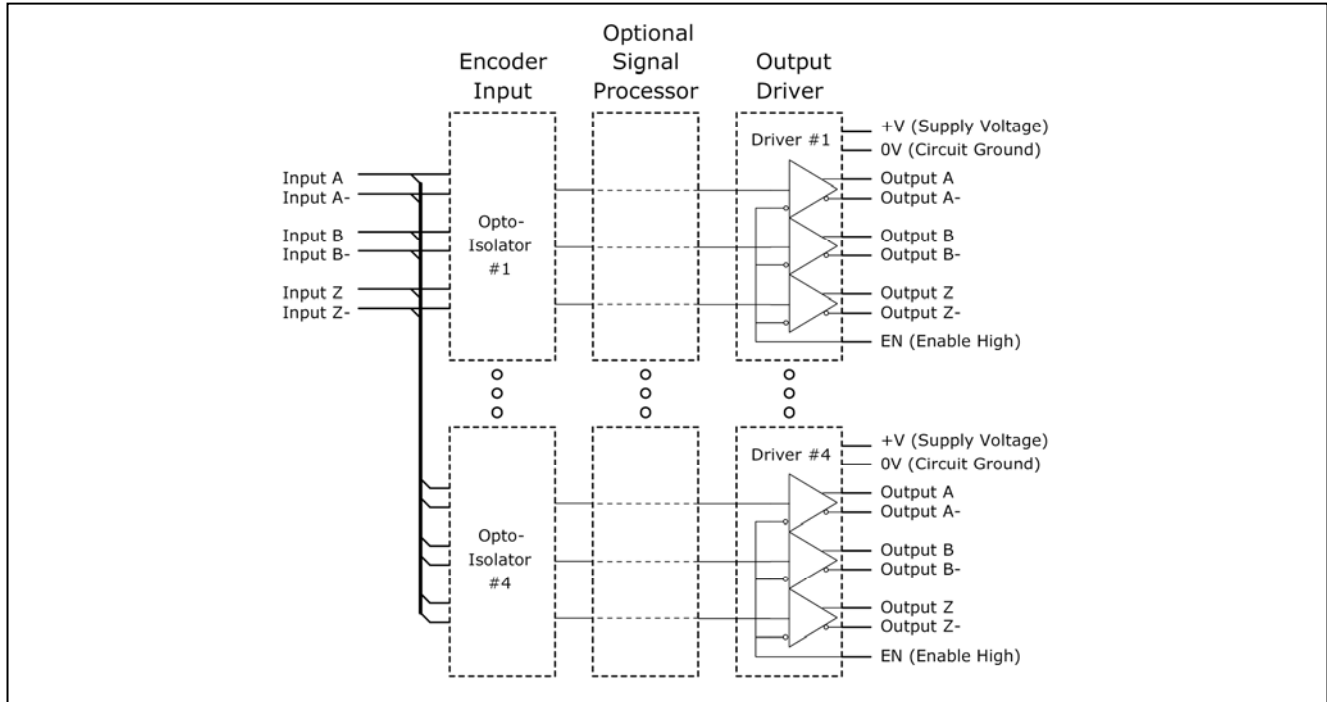 Encoder
Input
Optional
Signal
Processor
Output
Driver
Input A
Input A-
Input B
Input B-
Input Z
Input Z-
Opto-
Isolator
#1
Driver #1
+V (Supply Voltage)
0V (Circuit Ground)
Output A
Output A-
Output B
Output B-
Output Z
Output Z-
EN (Enable High)
Opto-
Isolator
#4
Driver #4
+V (Supply Voltage)
0V (Circuit Ground)
Output A
Output A-
Output B
Output B-
Output Z
Output Z-
EN (Enable High)